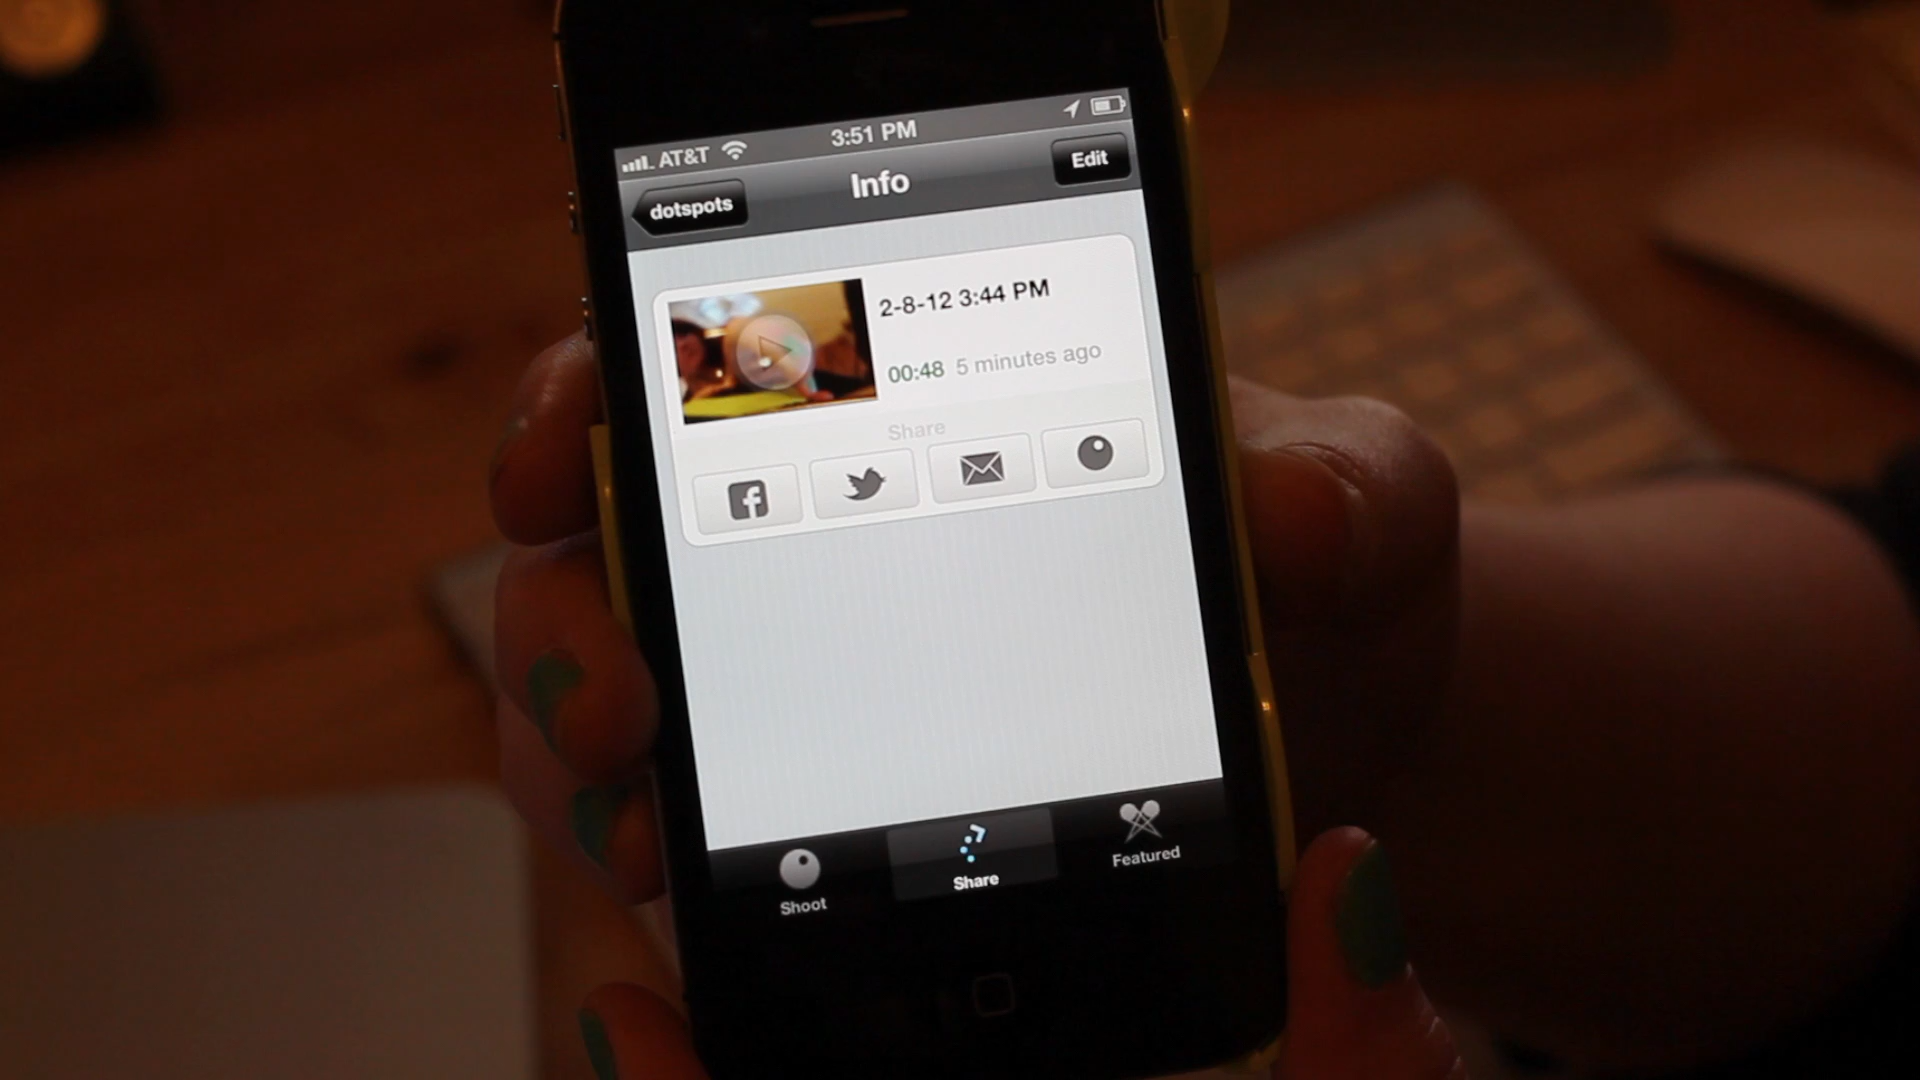 AT&T 3:51 PM
dotspots Info Edit
2-8-12 3:44 PM
00:48 5 minutes ago
Share
Shoot Share Featured